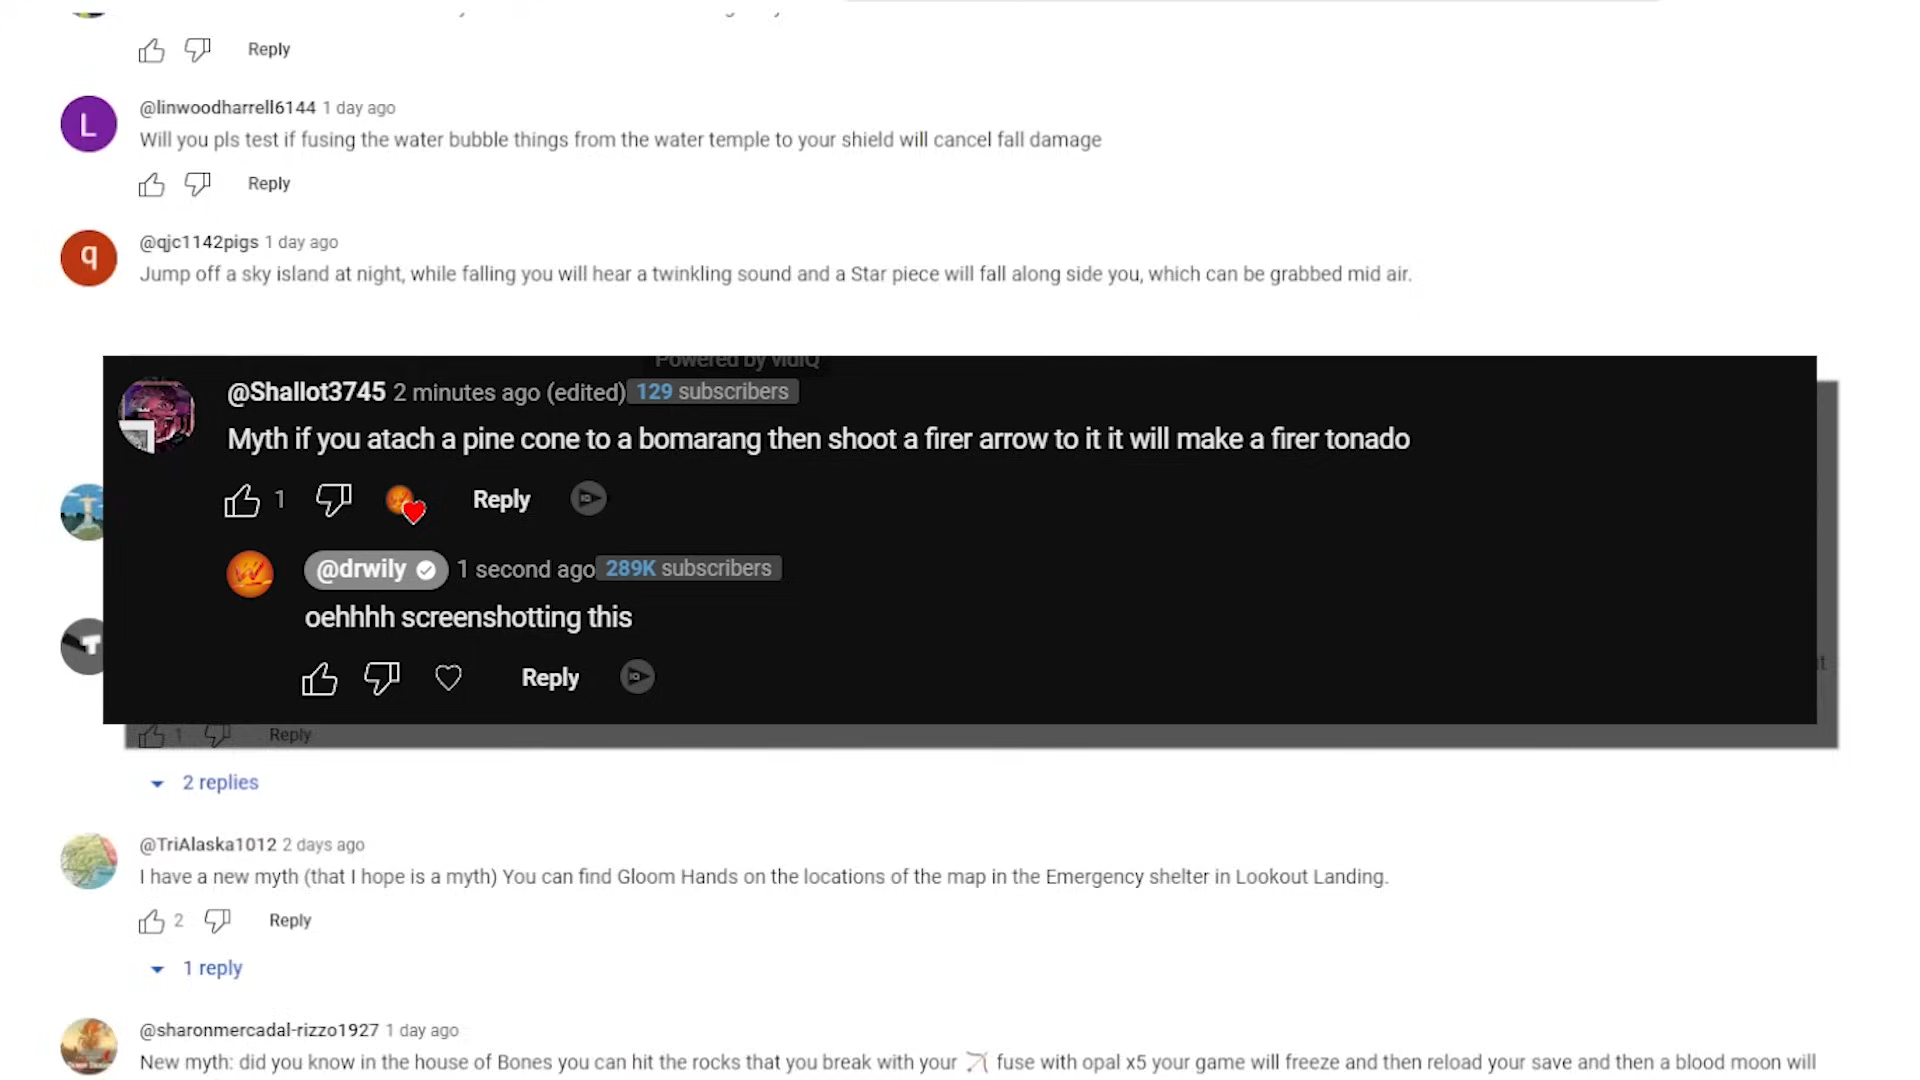 Reply
L
@linwoodharrell6144 1 day ago
Will you pls test if fusing the water bubble things from the water temple to your shield will cancel fall damage
Reply
q
@qjc1142pigs 1 day ago
Jump off a sky island at night, while falling you will hear a twinkling sound and a Star piece will fall along side you, which can be grabbed mid air.
Powered by vidIQ
@Shallot3745 2 minutes ago (edited) 129 subscribers
Myth if you atach a pine cone to a bomarang then shoot a firer arrow to it it will make a firer tonado
1 Reply
@drwily 1 second ago 289K subscribers
oehhhh screenshotting this
Reply
1 Reply
2 replies
@TriAlaska1012 2 days ago
I have a new myth (that I hope is a myth) You can find Gloom Hands on the locations of the map in the Emergency shelter in Lookout Landing.
2 Reply
1 reply
@sharonmercadal-rizzo1927 1 day ago
New myth: did you know in the house of Bones you can hit the rocks that you break with your 🏹 fuse with opal x5 your game will freeze and then reload your save and then a blood moon will